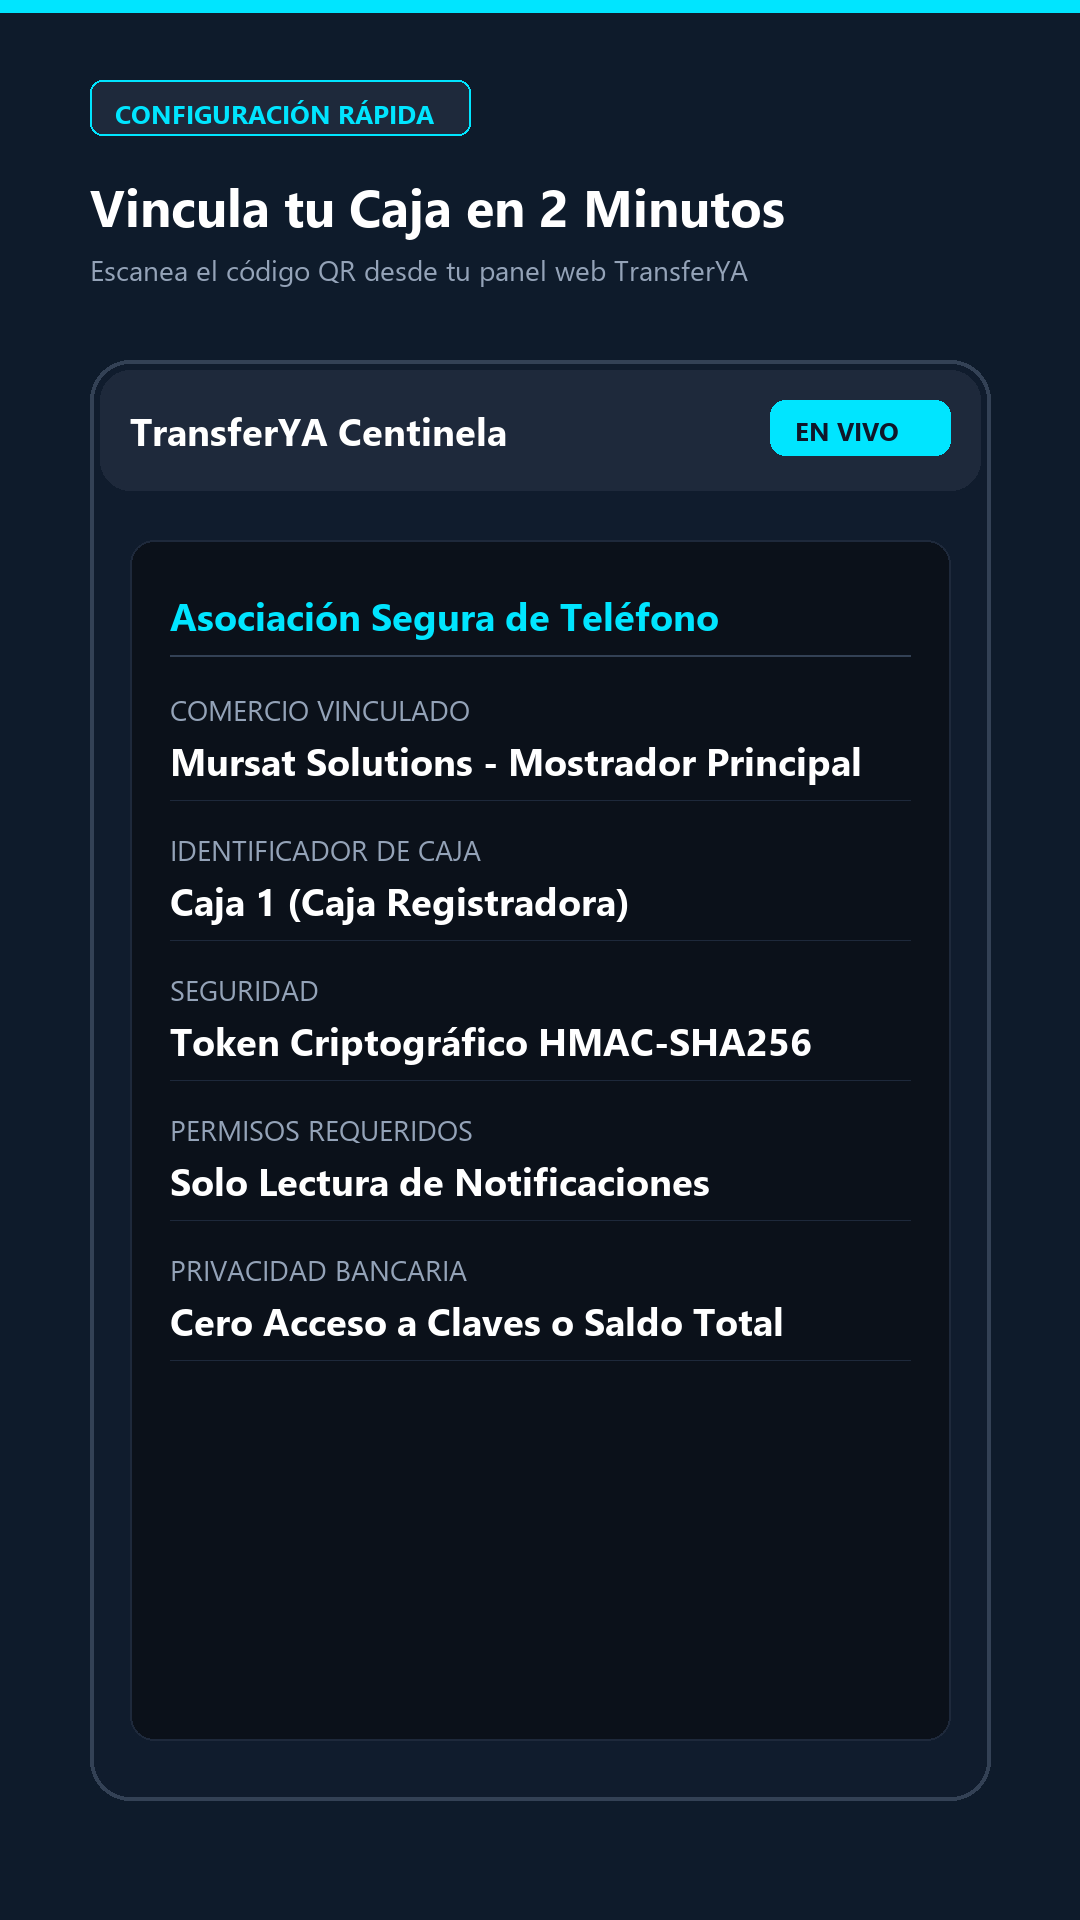 CONFIGURACIÓN RÁPIDA
Vincula tu Caja en 2 Minutos
Escanea el código QR desde tu panel web TransferYA
TransferYA Centinela
EN VIVO
Asociación Segura de Teléfono
COMERCIO VINCULADO
Mursat Solutions - Mostrador Principal
IDENTIFICADOR DE CAJA
Caja 1 (Caja Registradora)
SEGURIDAD
Token Criptográfico HMAC-SHA256
PERMISOS REQUERIDOS
Solo Lectura de Notificaciones
PRIVACIDAD BANCARIA
Cero Acceso a Claves o Saldo Total